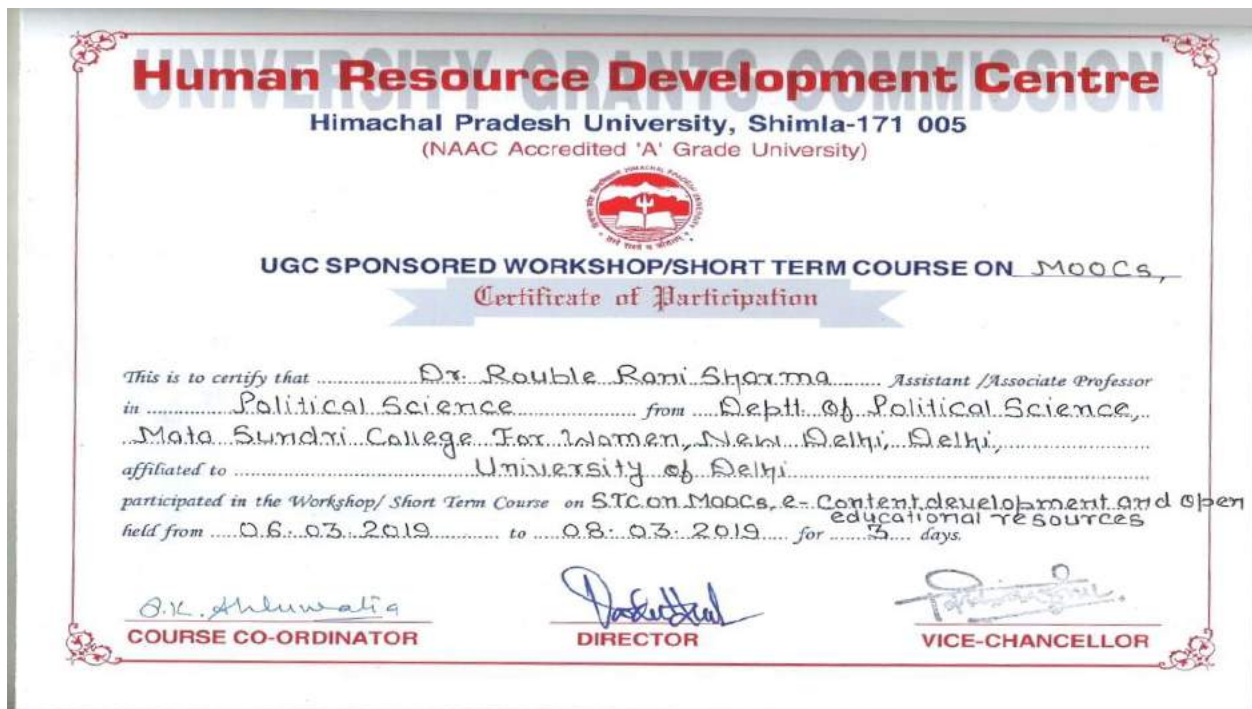 UNIVERSITY GRANTS COMMISSION
Human Resource Development Centre
Himachal Pradesh University, Shimla-171 005
(NAAC Accredited 'A' Grade University)
UGC SPONSORED WORKSHOP/SHORT TERM COURSE ON MOOCs,
Certificate of Participation
This is to certify that Dr. Rouble Rani Sharma Assistant /Associate Professor
in Political Science from Deptt. of Political Science,
Mata Sundri College For Women, New Delhi, Delhi,
affiliated to University of Delhi
participated in the Workshop/ Short Term Course on STC on MOOCs, e-Content development and open
educational resources
held from 06.03.2019 to 08.03.2019 for 3 days.
S.K. Ahluwalia
COURSE CO-ORDINATOR
DIRECTOR
VICE-CHANCELLOR